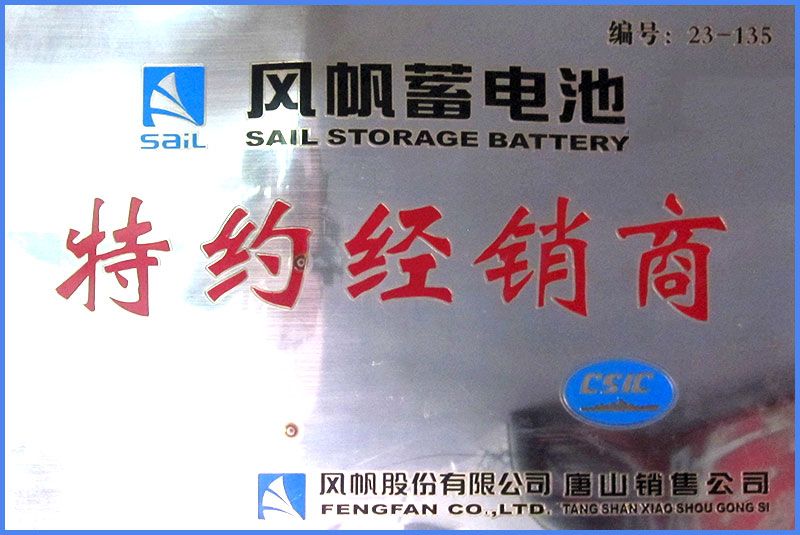 编号：23-135
风帆蓄电池
SAIL
SAIL STORAGE BATTERY
特约经销商
CSIC
风帆股份有限公司 唐山销售公司
FENGFAN CO.,LTD. TANG SHAN XIAO SHOU GONG SI